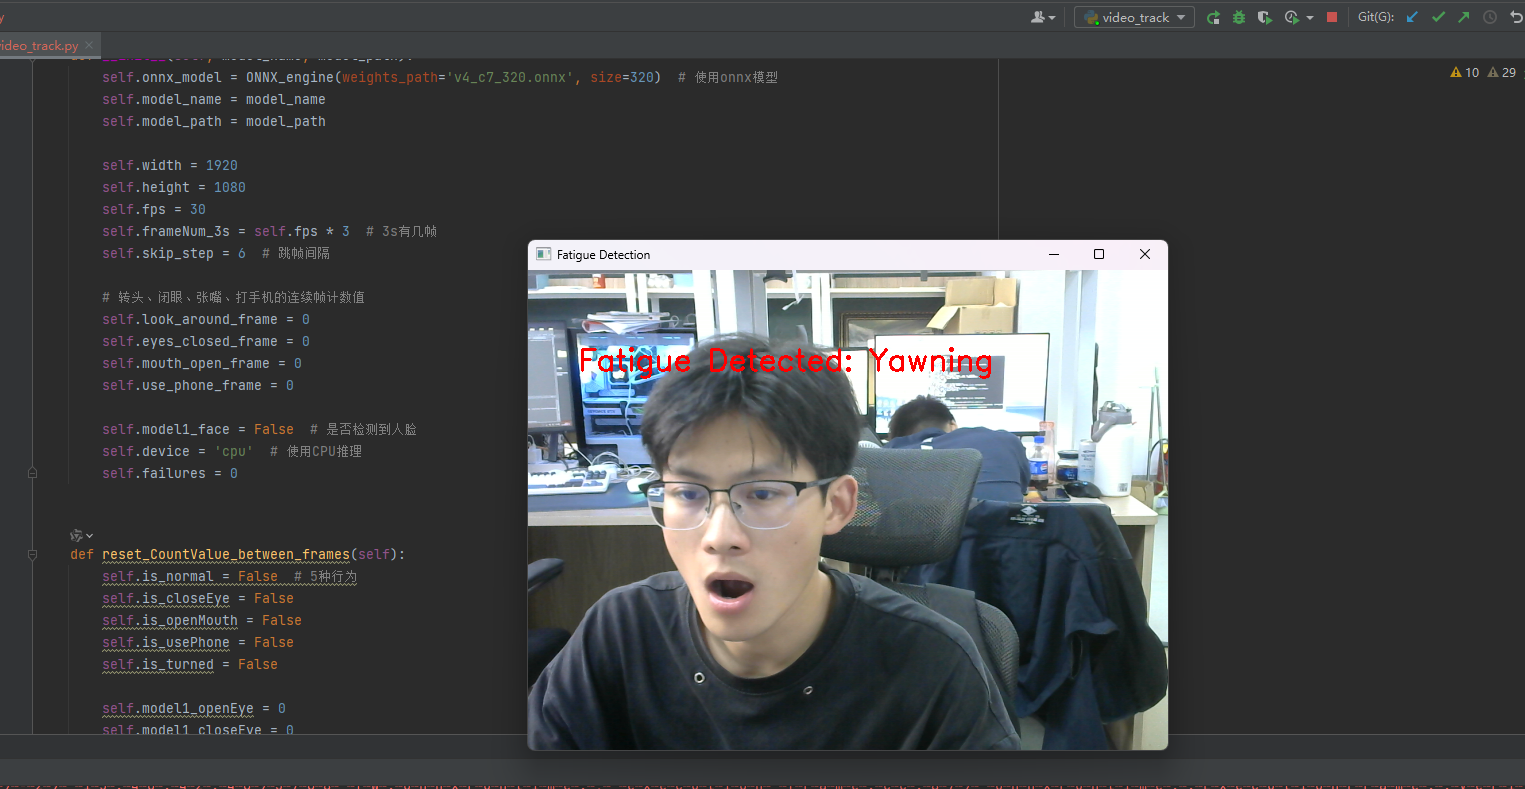 video_track
Git(G):
video_track.py
10 29
self.onnx_model = ONNX_engine(weights_path='v4_c7_320.onnx', size=320)  # 使用onnx模型
self.model_name = model_name
self.model_path = model_path
self.width = 1920
self.height = 1080
self.fps = 30
self.frameNum_3s = self.fps * 3  # 3s有几帧
self.skip_step = 6  # 跳帧间隔
# 转头、闭眼、张嘴、打手机的连续帧计数值
self.look_around_frame = 0
self.eyes_closed_frame = 0
self.mouth_open_frame = 0
self.use_phone_frame = 0
self.model1_face = False  # 是否检测到人脸
self.device = 'cpu'  # 使用CPU推理
self.failures = 0
def reset_CountValue_between_frames(self):
self.is_normal = False  # 5种行为
self.is_closeEye = False
self.is_openMouth = False
self.is_usePhone = False
self.is_turned = False
self.model1_openEye = 0
self.model1_closeEye = 0
Fatigue Detection
Fatigue Detected: Yawning